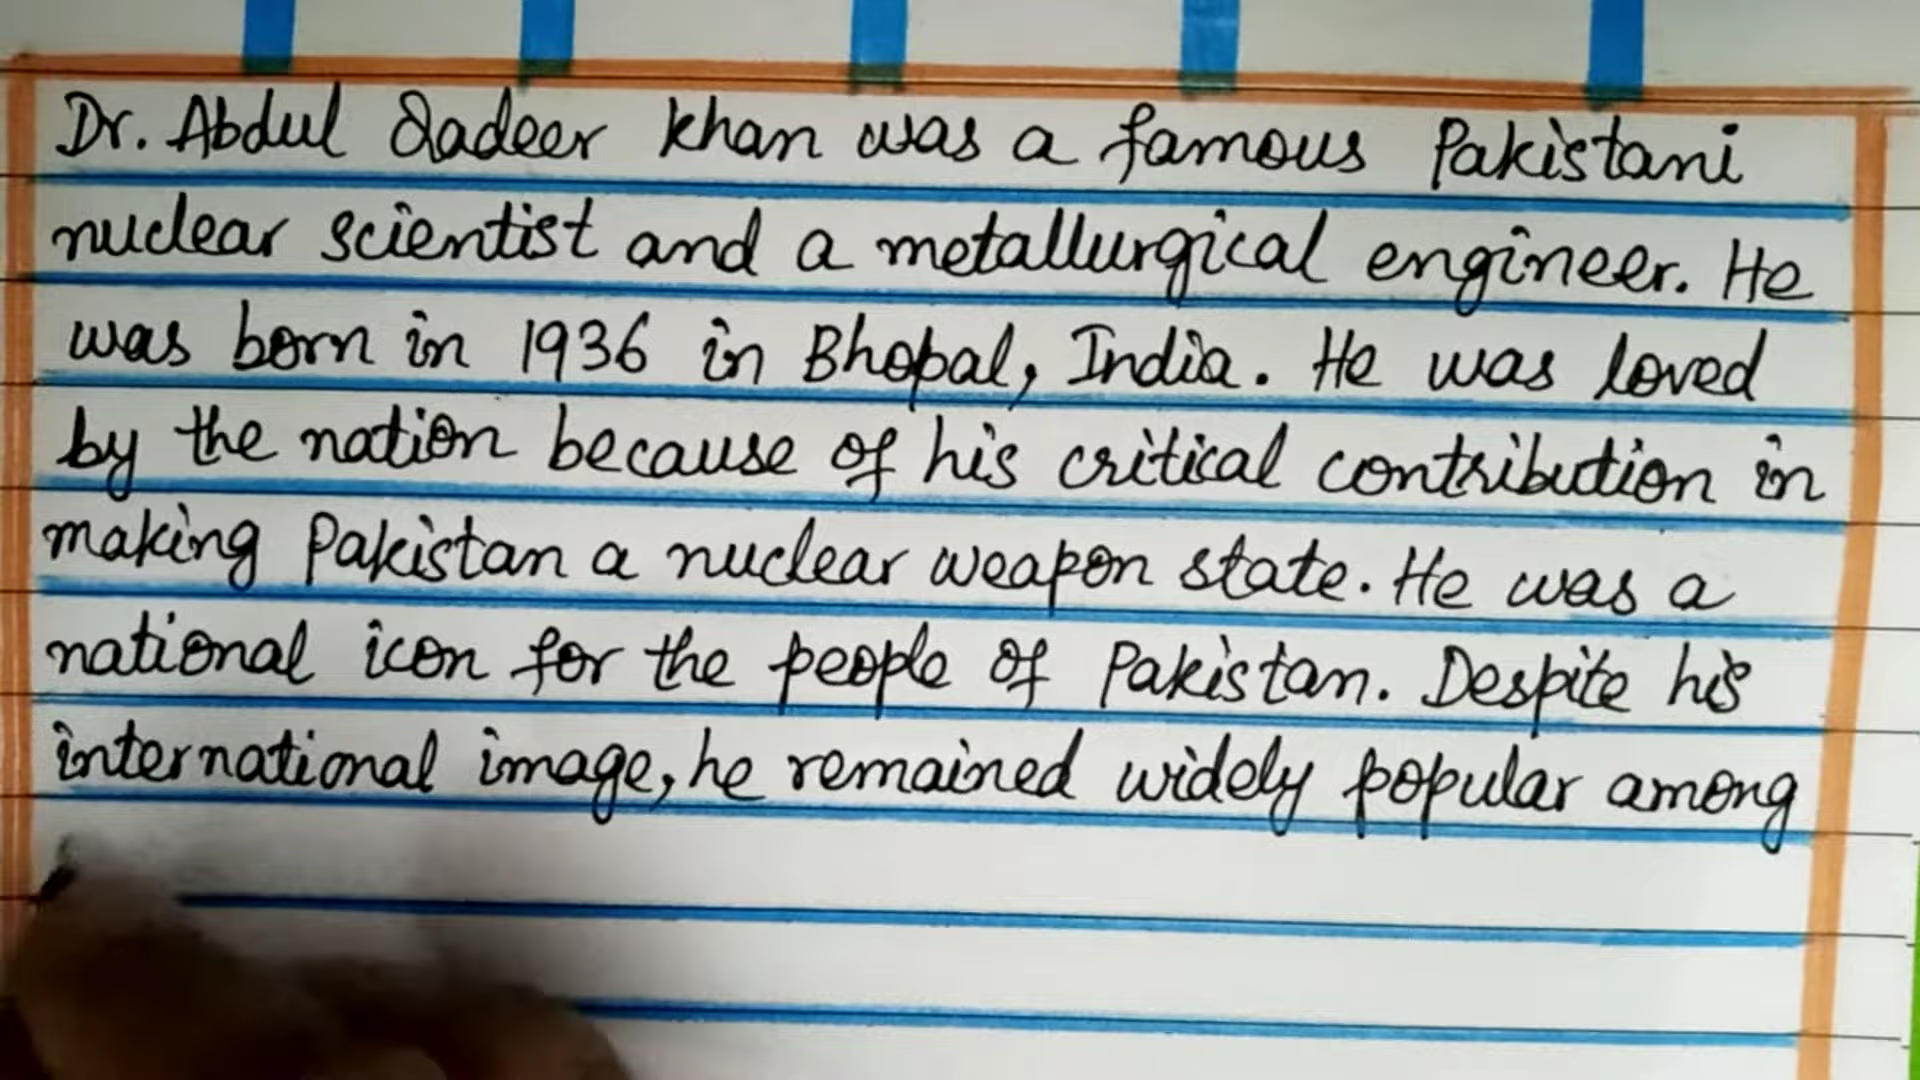 Dr. Abdul Qadeer khan was a famous Pakistani
nuclear scientist and a metallurgical engineer. He
was born in 1936 in Bhopal, India. He was loved
by the nation because of his critical contribution in
making Pakistan a nuclear weapon state. He was a
national icon for the people of Pakistan. Despite his
international image, he remained widely popular among